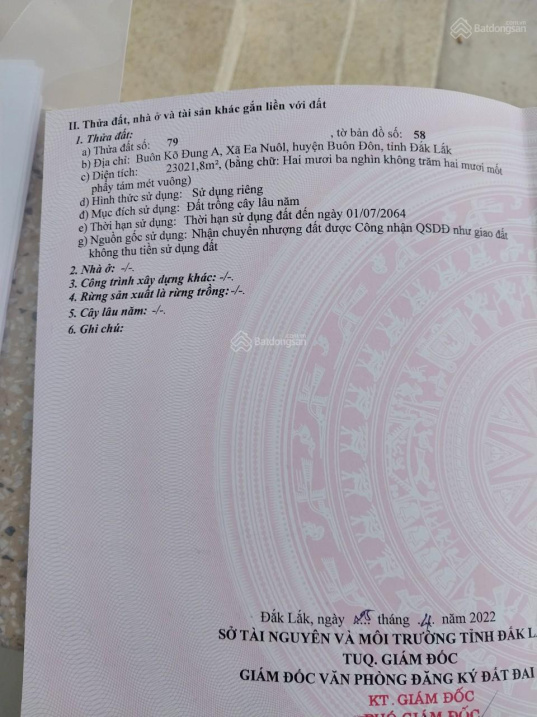 Batdongsan
II. Thửa đất, nhà ở và tài sản khác gắn liền với đất
1. Thửa đất:
a) Thửa đất số: 79 , tờ bản đồ số: 58
b) Địa chỉ: Buôn Kô Đung A, Xã Ea Nuôl, huyện Buôn Đôn, tỉnh Đắk Lắk
c) Diện tích: 23021,8m², (bằng chữ: Hai mươi ba nghìn không trăm hai mươi mốt
phẩy tám mét vuông)
d) Hình thức sử dụng: Sử dụng riêng
đ) Mục đích sử dụng: Đất trồng cây lâu năm
e) Thời hạn sử dụng: Thời hạn sử dụng đất đến ngày 01/07/2064
g) Nguồn gốc sử dụng: Nhận chuyển nhượng đất được Công nhận QSDĐ như giao đất
không thu tiền sử dụng đất
2. Nhà ở: -/-.
3. Công trình xây dựng khác: -/-.
4. Rừng sản xuất là rừng trồng: -/-.
5. Cây lâu năm: -/-.
6. Ghi chú:
Batdongsan
Đắk Lắk, ngày tháng 4 năm 2022
SỞ TÀI NGUYÊN VÀ MÔI TRƯỜNG TỈNH ĐẮK L
TUQ. GIÁM ĐỐC
GIÁM ĐỐC VĂN PHÒNG ĐĂNG KÝ ĐẤT ĐAI
KT. GIÁM ĐỐC
PHÓ GIÁM ĐỐC